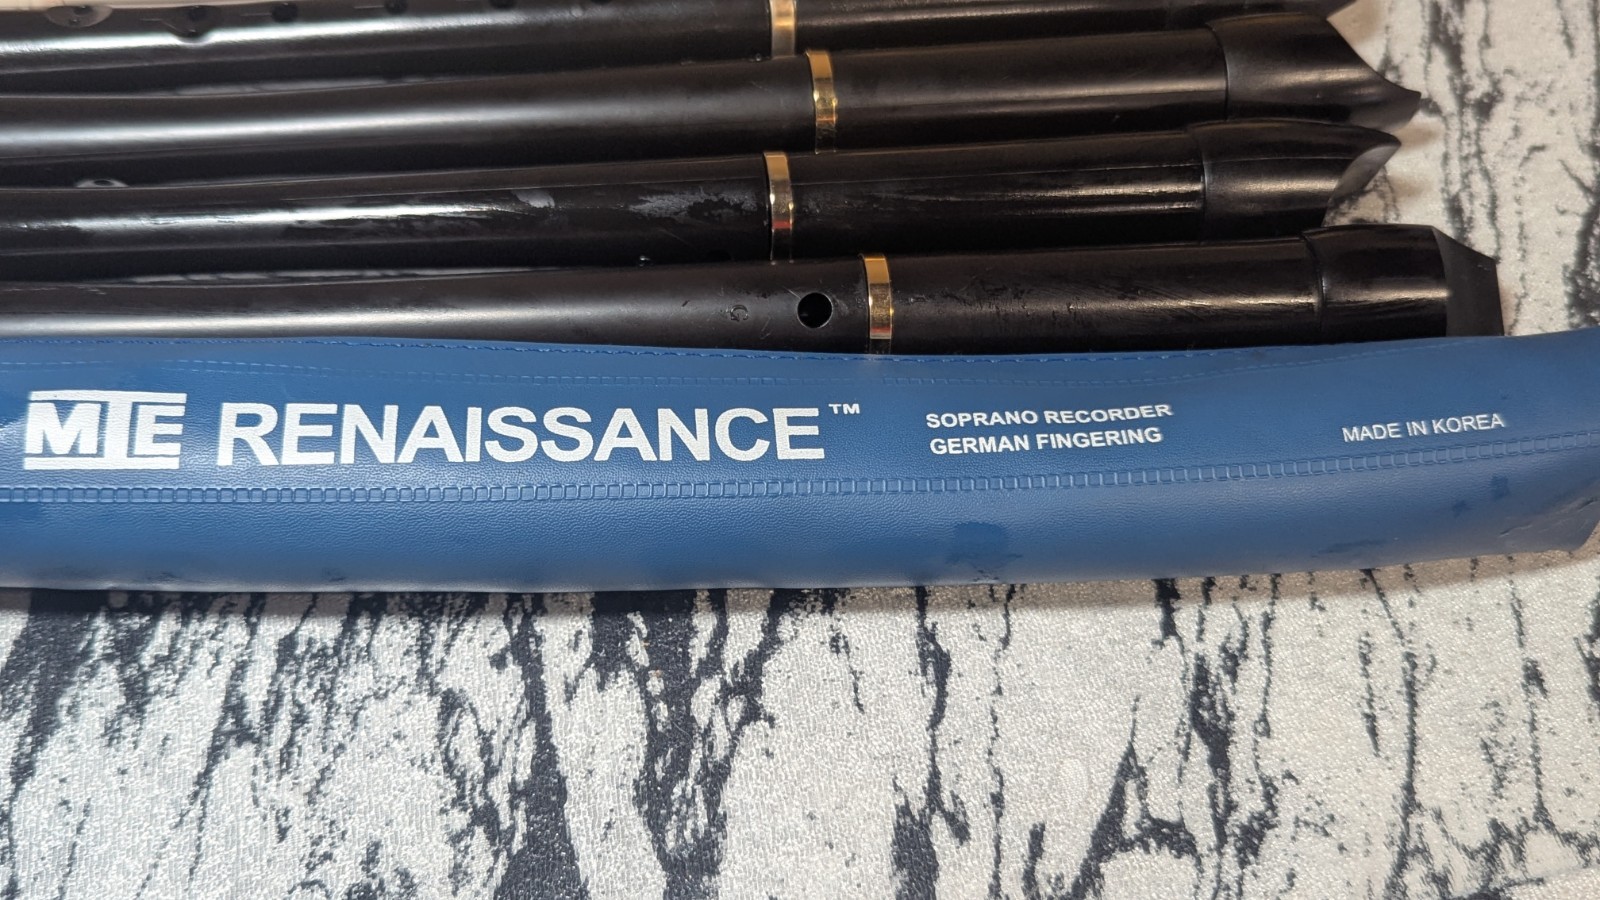 G
MTE RENAISSANCE™
SOPRANO RECORDER
GERMAN FINGERING
MADE IN KOREA